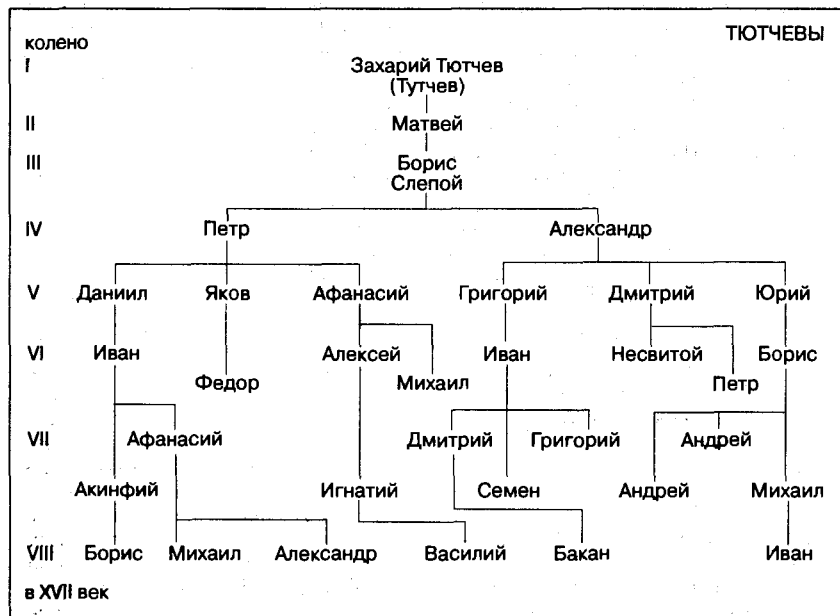 ТЮТЧЕВЫ
колено
I Захарий Тютчев
(Тутчев)
II Матвей
III Борис
Слепой
IV Петр Александр
V Даниил Яков Афанасий Григорий Дмитрий Юрий
VI Иван Алексей Иван Несвитой Борис
Федор Михаил Петр
VII Афанасий Дмитрий Григорий Андрей
Акинфий Игнатий Семен Андрей Михаил
VIII Борис Михаил Александр Василий Бакан Иван
в XVII век